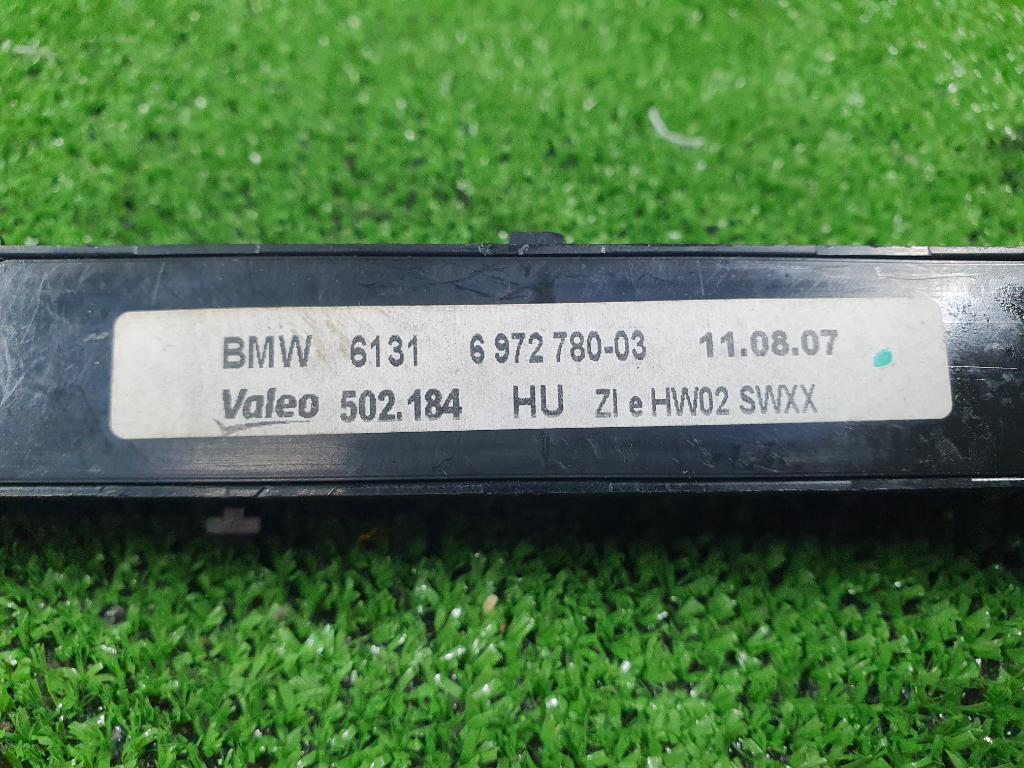 BMW 6131 6 972 780-03 11.08.07
Valeo 502.184 HU ZI e HW02 SWXX